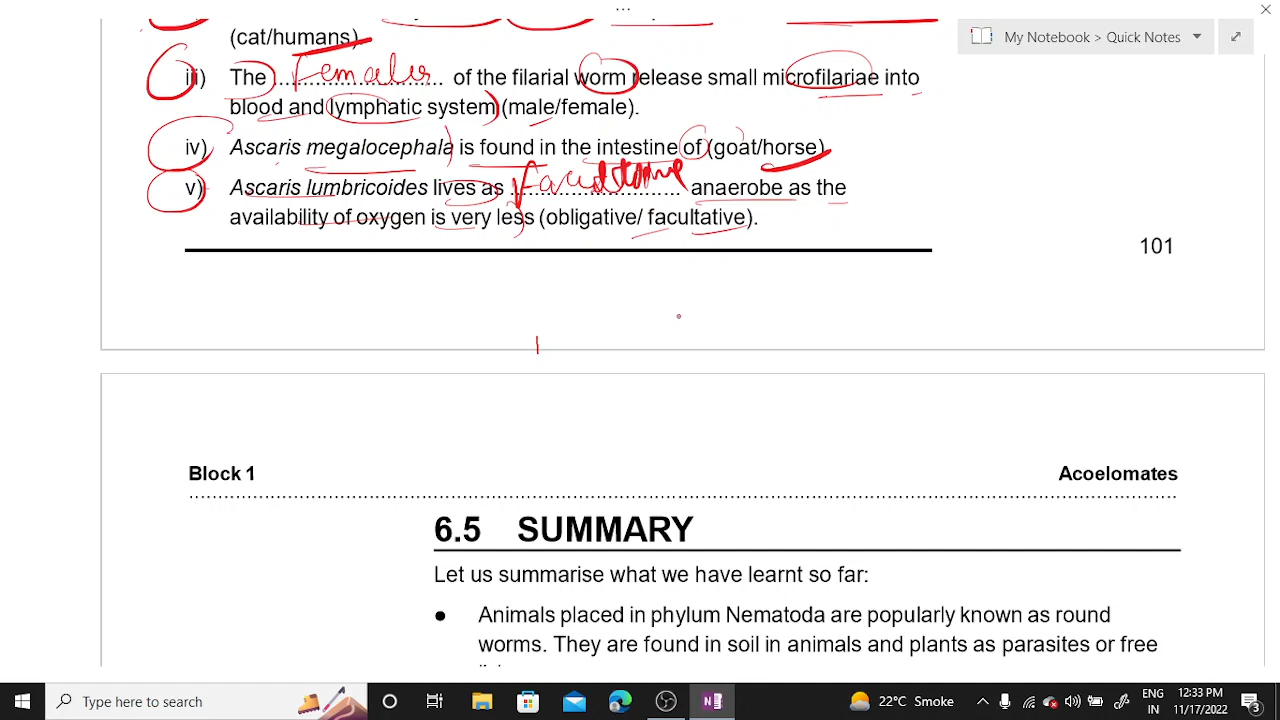 ...
My Notebook > Quick Notes
(cat/humans).
iii) The Females of the filarial worm release small microfilariae into
blood and lymphatic system (male/female).
iv) Ascaris megalocephala is found in the intestine of (goat/horse)
v) Ascaris lumbricoides lives as .............................. anaerobe as the
availability of oxygen is very less (obligative/ facultative).
101
Block 1 Acoelomates
6.5 SUMMARY
Let us summarise what we have learnt so far:
● Animals placed in phylum Nematoda are popularly known as round
worms. They are found in soil in animals and plants as parasites or free
Type here to search
22°C Smoke
ENG
IN
12:33 PM
11/17/2022
3